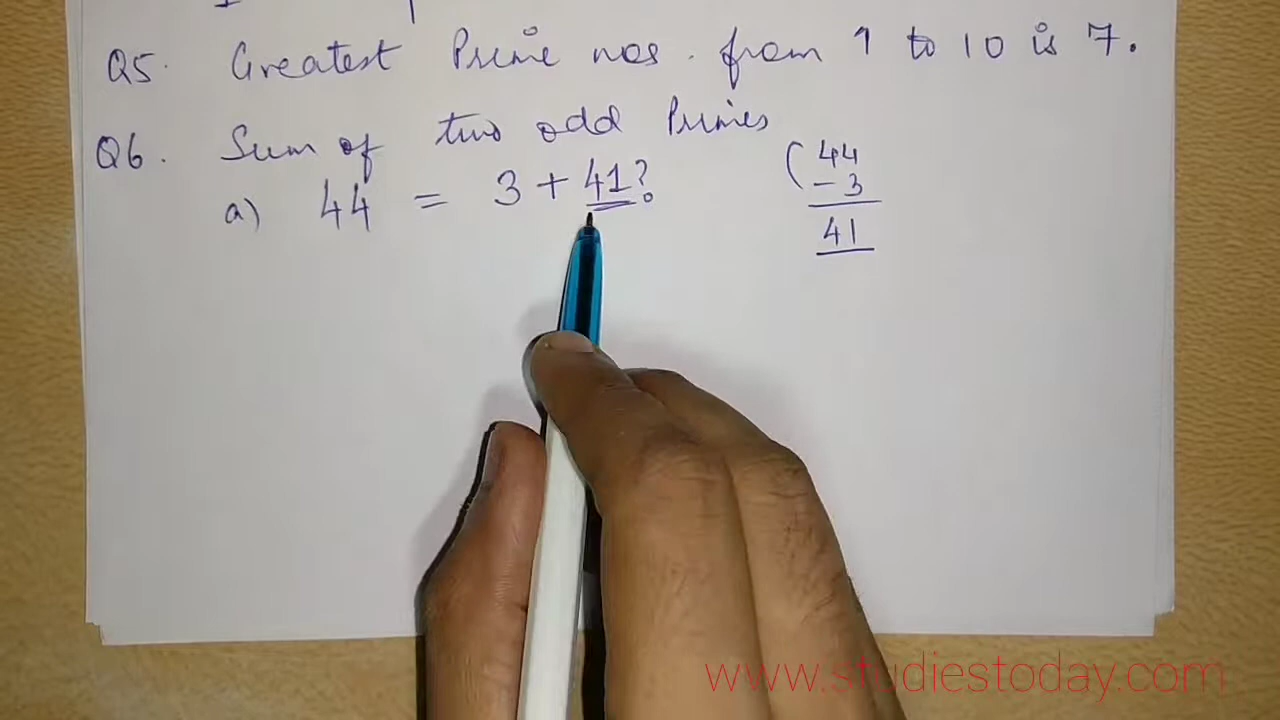 Q5. Greatest Prime nos. from 1 to 10 is 7.
Q6. Sum of two odd Primes
a) 44 = 3 + 41?
(44
- 3
41
www.studiestoday.com